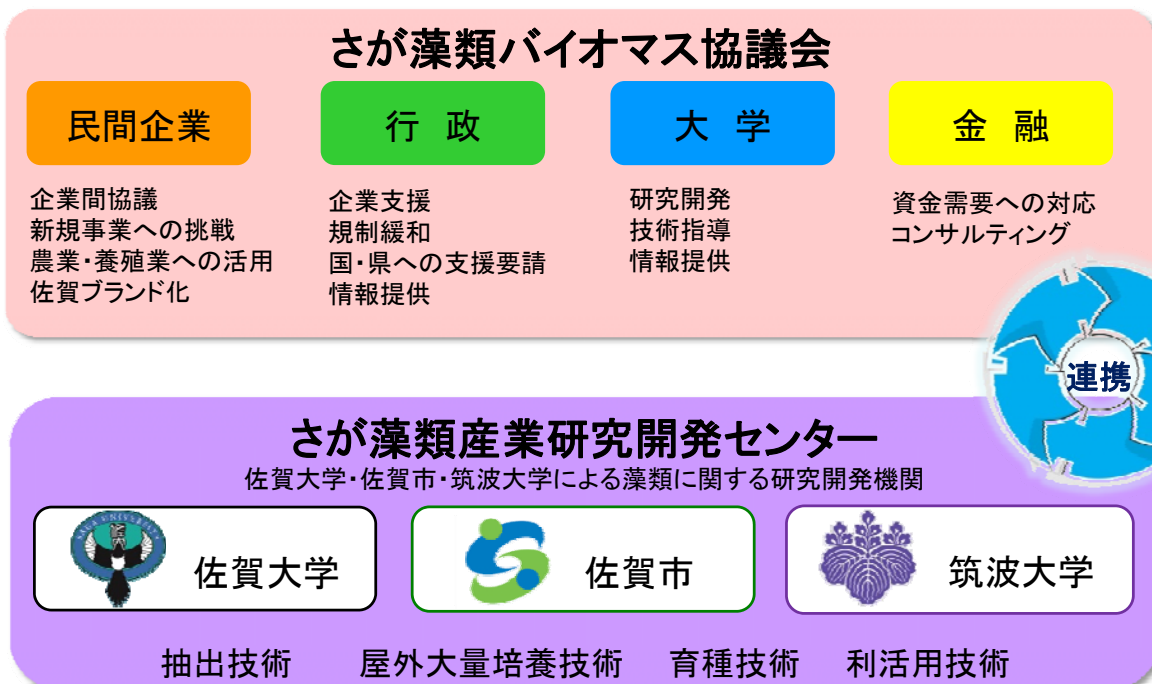 さが藻類バイオマス協議会
民間企業
行 政
大 学
金 融
企業間協議
新規事業への挑戦
農業・養殖業への活用
佐賀ブランド化
企業支援
規制緩和
国・県への支援要請
情報提供
研究開発
技術指導
情報提供
資金需要への対応
コンサルティング
連携
さが藻類産業研究開発センター
佐賀大学・佐賀市・筑波大学による藻類に関する研究開発機関
SAGA UNIVERSITY
佐賀大学
佐賀市
筑波大学
抽出技術 屋外大量培養技術 育種技術 利活用技術